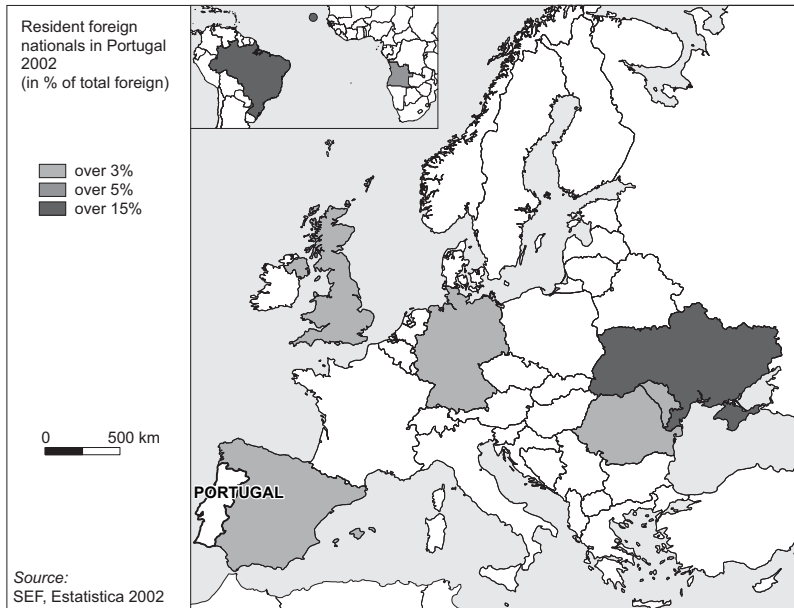 Resident foreign
nationals in Portugal
2002
(in % of total foreign)
over 3%
over 5%
over 15%
0 500 km
PORTUGAL
Source:
SEF, Estatistica 2002